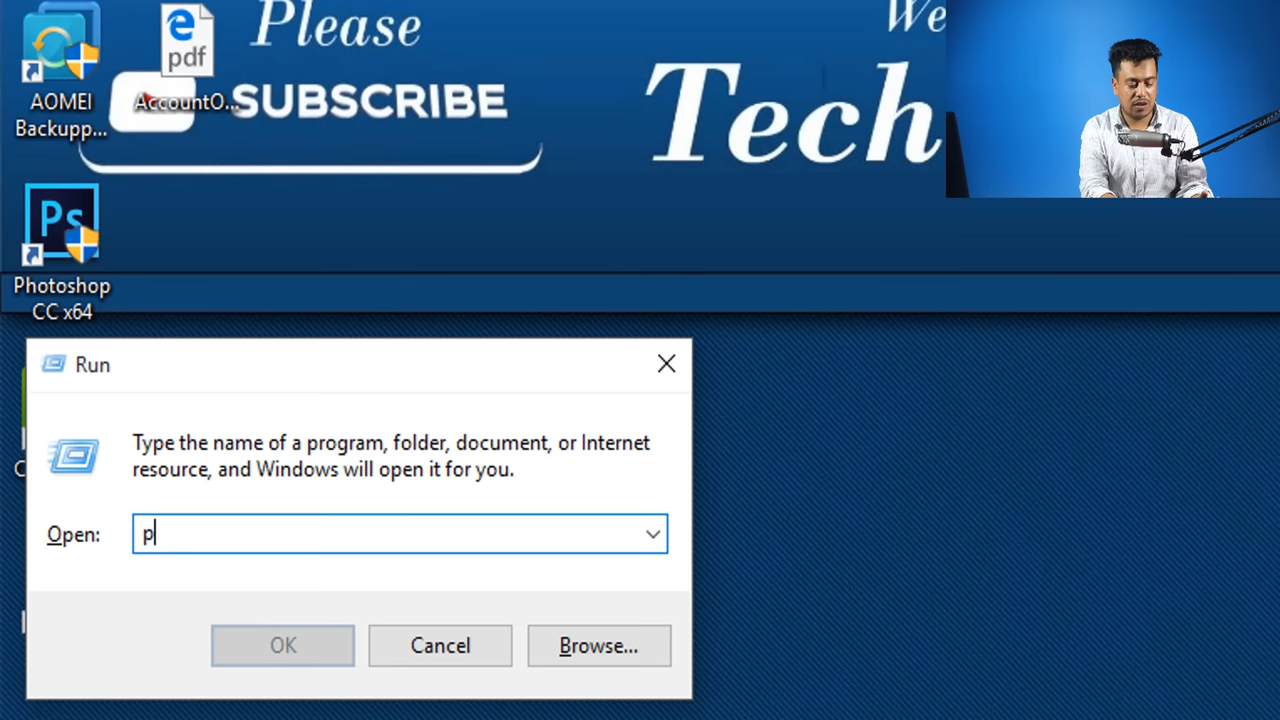 Please
We
SUBSCRIBE
Tech
pdf
AOMEI
Backupp...
AccountO...
Ps
Photoshop
CC x64
Run
Type the name of a program, folder, document, or Internet
resource, and Windows will open it for you.
Open:
p
OK
Cancel
Browse...